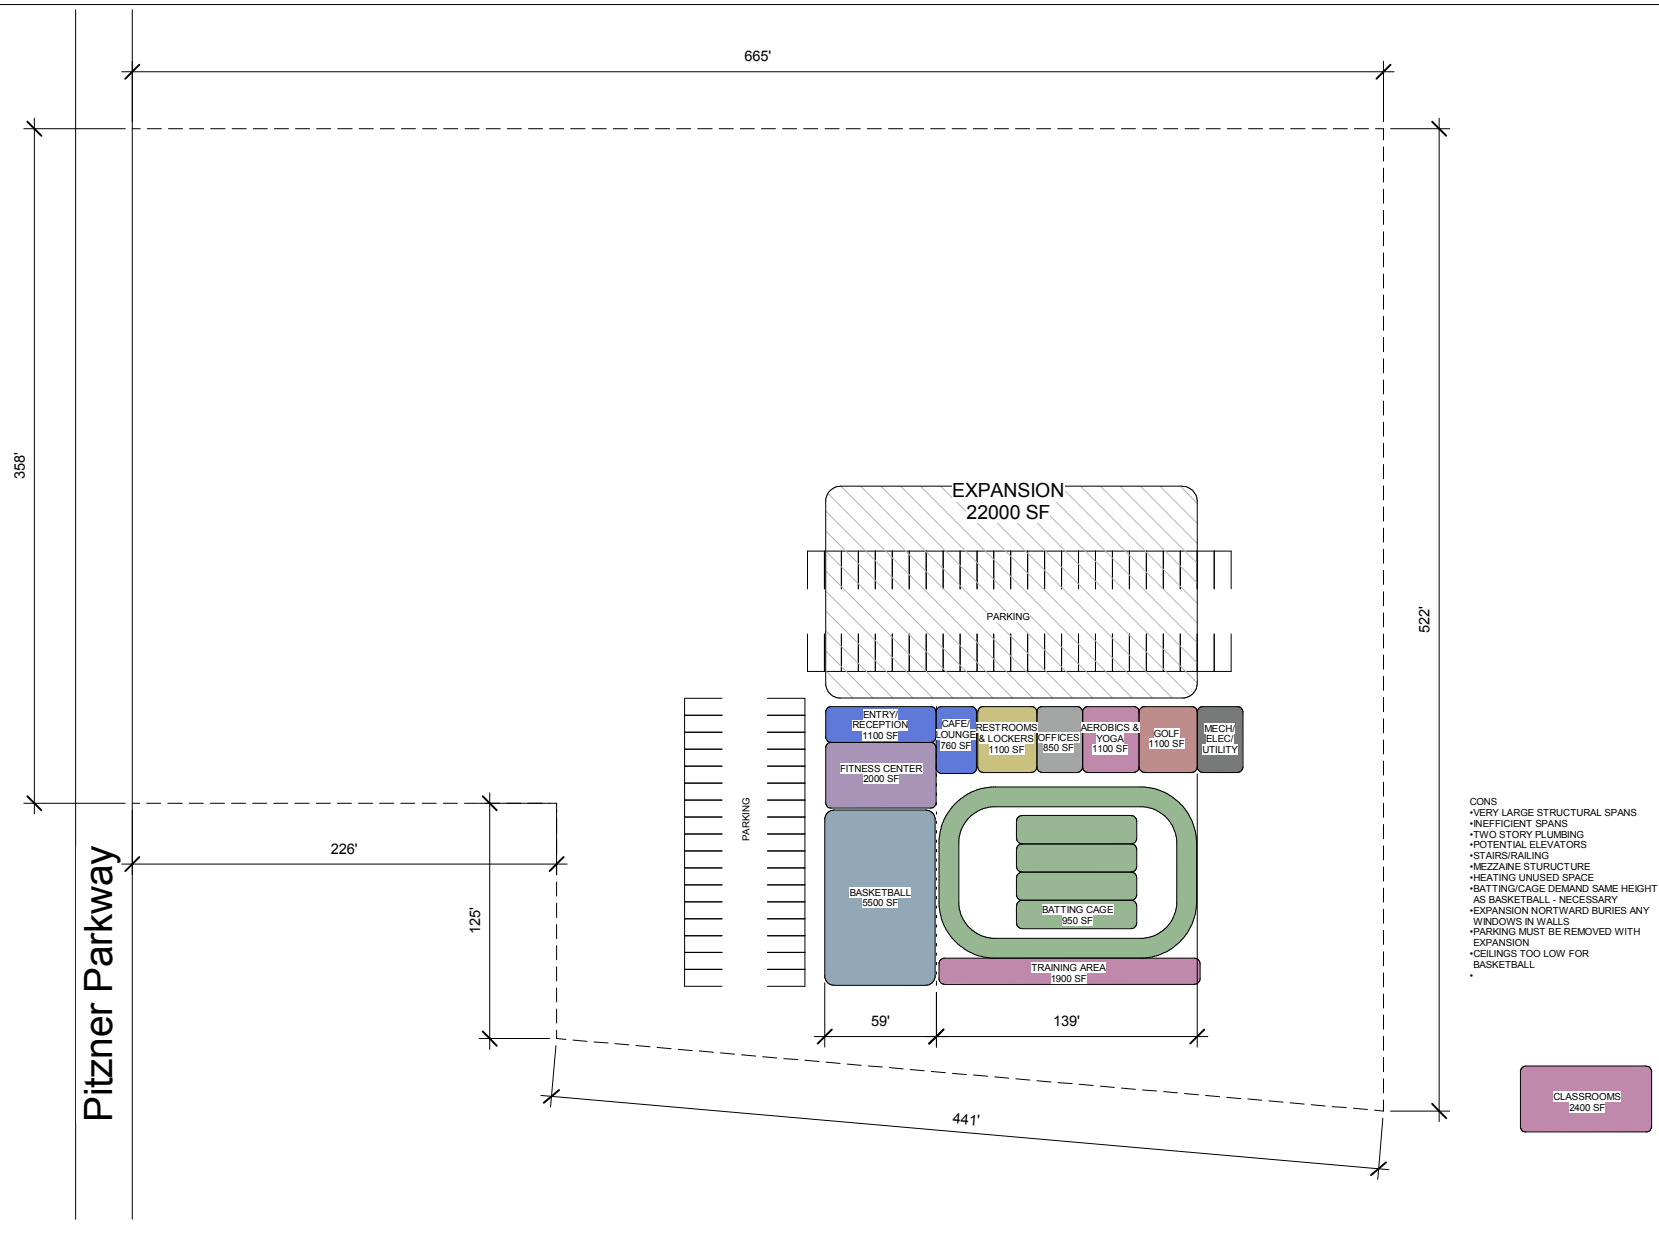 665'
358'
522'
EXPANSION
22000 SF
PARKING
ENTRY/
RECEPTION
1100 SF
CAFE/
LOUNGE
760 SF
RESTROOMS
& LOCKERS
1100 SF
OFFICES
850 SF
AEROBICS &
YOGA
1100 SF
GOLF
1100 SF
MECH/
ELEC/
UTILITY
FITNESS CENTER
2000 SF
PARKING
BASKETBALL
5500 SF
BATTING CAGE
950 SF
TRAINING AREA
1900 SF
226'
125'
59'
139'
441'
Pitzner Parkway
CONS
•VERY LARGE STRUCTURAL SPANS
•INEFFICIENT SPANS
•TWO STORY PLUMBING
•POTENTIAL ELEVATORS
•STAIRS/RAILING
•MEZZAINE STURUCTURE
•HEATING UNUSED SPACE
•BATTING/CAGE DEMAND SAME HEIGHT
AS BASKETBALL - NECESSARY
•EXPANSION NORTWARD BURIES ANY
WINDOWS IN WALLS
•PARKING MUST BE REMOVED WITH
EXPANSION
•CEILINGS TOO LOW FOR
BASKETBALL
•
CLASSROOMS
2400 SF